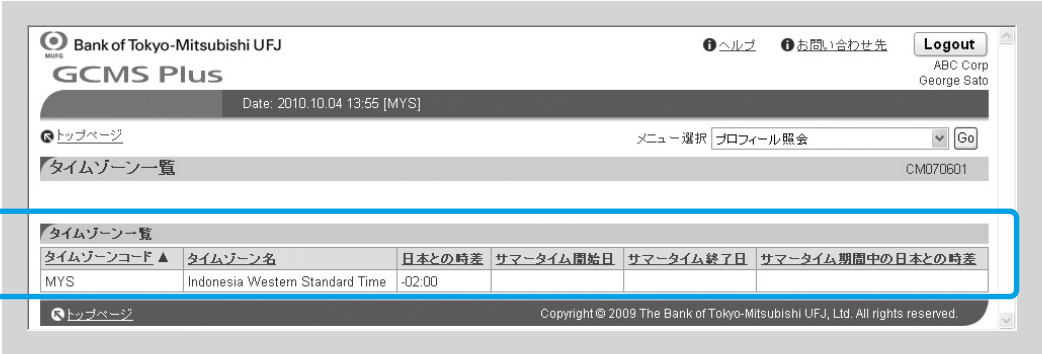 Bank of Tokyo-Mitsubishi UFJ
MUFG
ヘルプ お問い合わせ先 Logout
GCMS Plus
ABC Corp
George Sato
Date: 2010.10.04 13:55 [MYS]
トップページ
メニュー選択 プロフィール照会 Go
タイムゾーン一覧 CM070601
タイムゾーン一覧
タイムゾーンコード ▲ タイムゾーン名 日本との時差 サマータイム開始日 サマータイム終了日 サマータイム期間中の日本との時差
MYS Indonesia Western Standard Time -02:00
トップページ Copyright © 2009 The Bank of Tokyo-Mitsubishi UFJ, Ltd. All rights reserved.